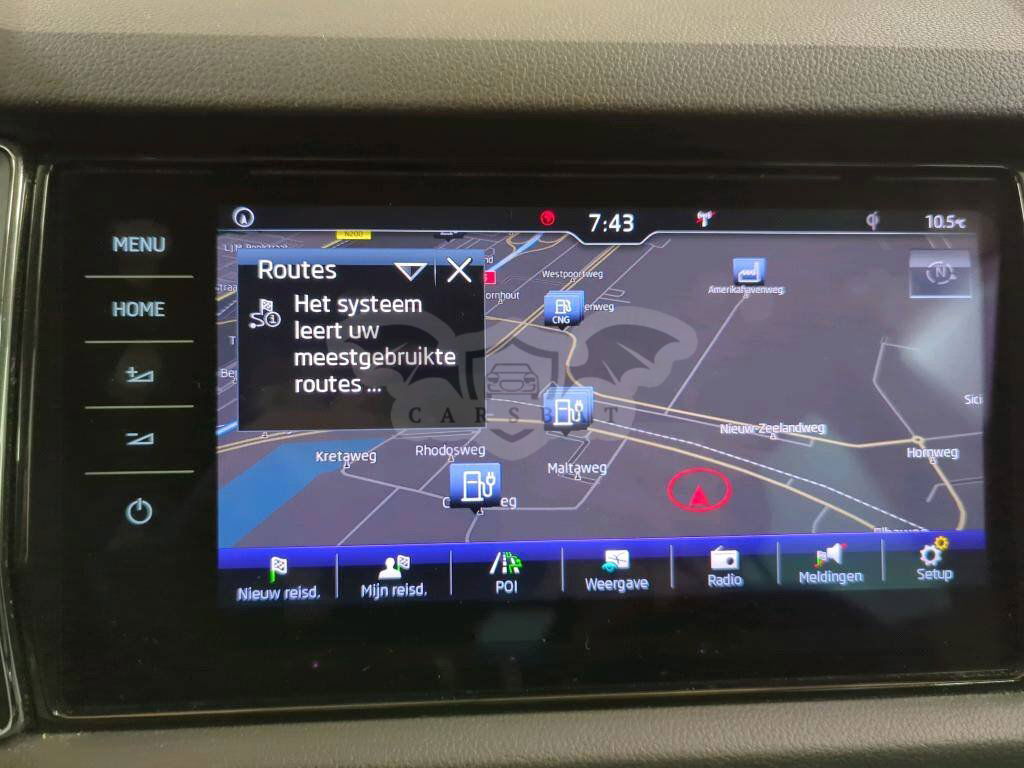 MENU
HOME
7:43
10.5°C
N200
Routes
Het systeem
leert uw
meestgebruikte
routes ...
Westpoortweg
Amerikahavenweg
CNG
CARSBAT
Nieuw-Zeelandweg
Kretaweg
Rhodosweg
Maltaweg
Hornweg
N
Nieuw reisd.
Mijn reisd.
POI
Weergave
Radio
Meldingen
Setup